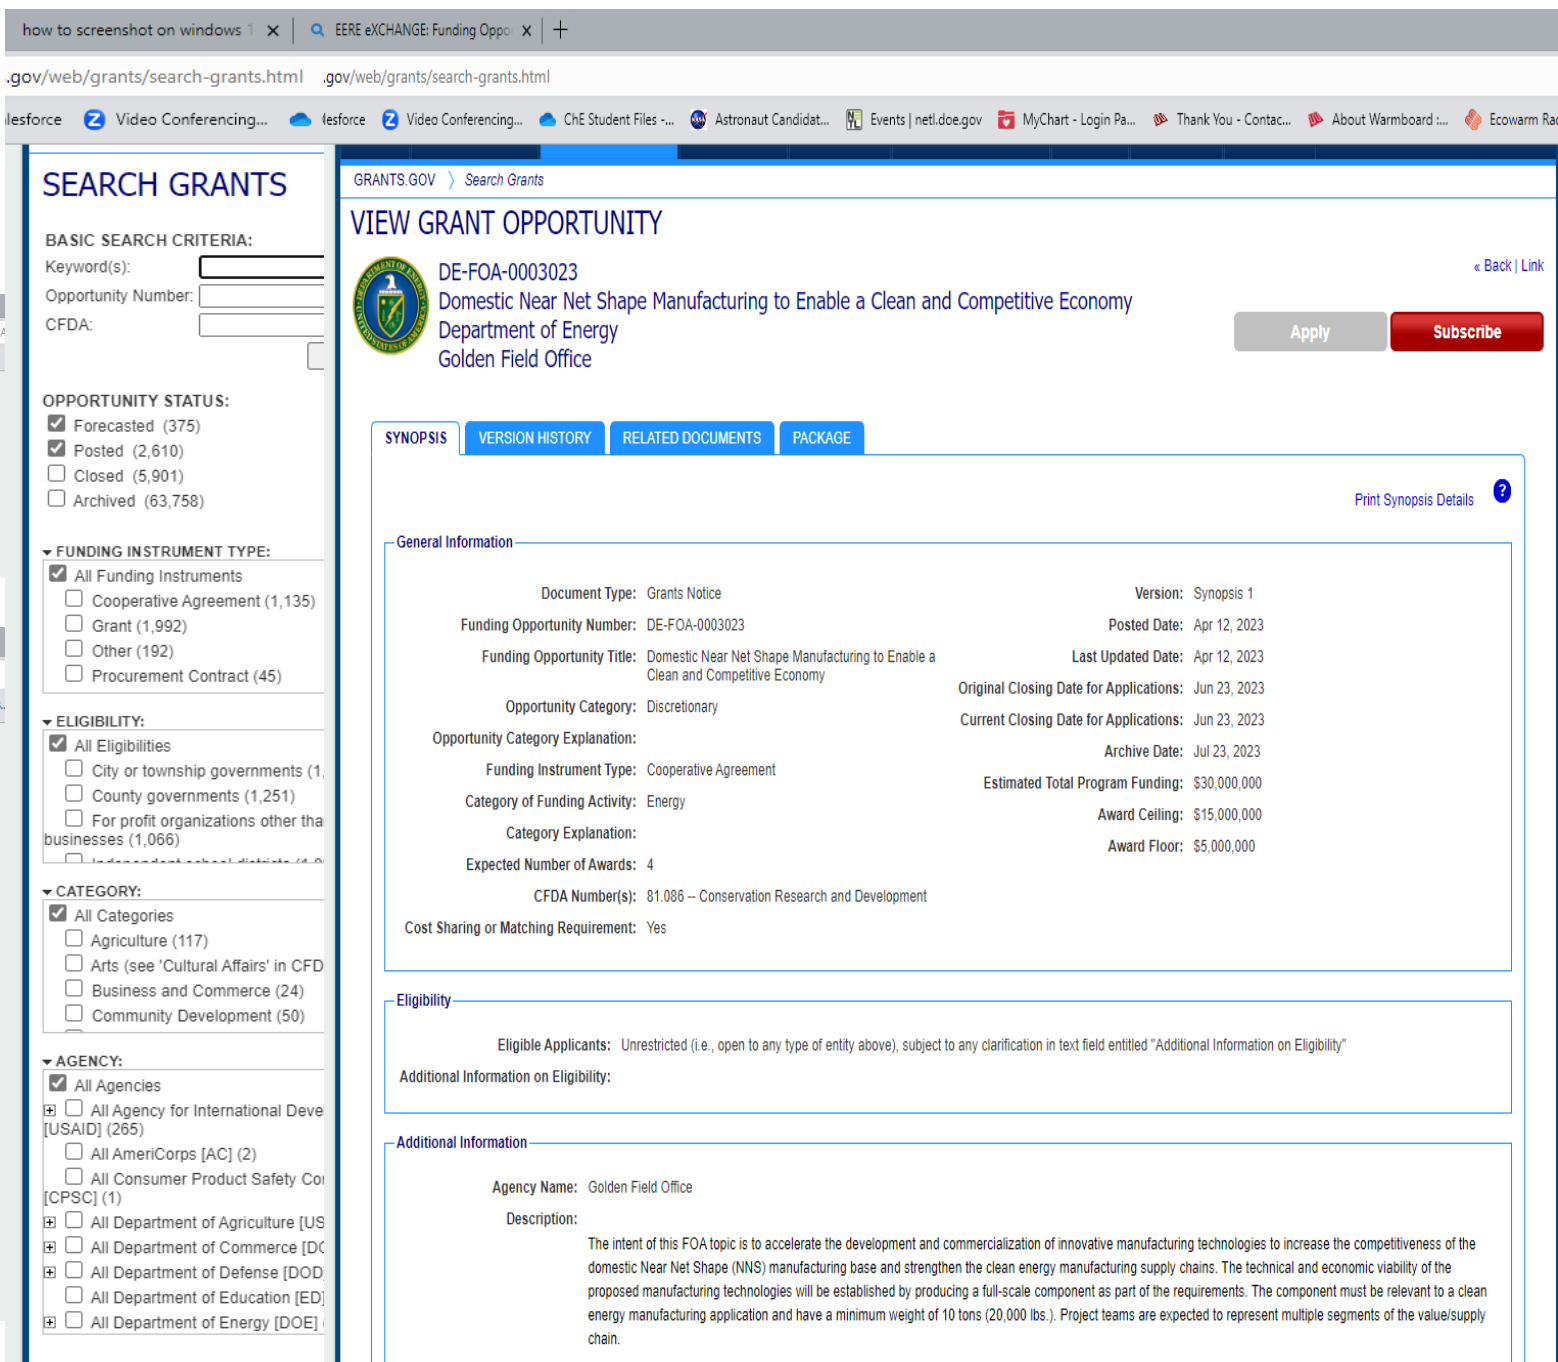 how to screenshot on windows 1
EERE eXCHANGE: Funding Oppo
.gov/web/grants/search-grants.html
.gov/web/grants/search-grants.html
lesforce
Video Conferencing...
lesforce
Video Conferencing...
ChE Student Files -...
Astronaut Candidat...
Events | netl.doe.gov
MyChart - Login Pa...
Thank You - Contac...
About Warmboard :...
Ecowarm Rad
SEARCH GRANTS
BASIC SEARCH CRITERIA:
Keyword(s):
Opportunity Number:
CFDA:
OPPORTUNITY STATUS:
Forecasted (375)
Posted (2,610)
Closed (5,901)
Archived (63,758)
FUNDING INSTRUMENT TYPE:
All Funding Instruments
Cooperative Agreement (1,135)
Grant (1,992)
Other (192)
Procurement Contract (45)
ELIGIBILITY:
All Eligibilities
City or township governments (1,
County governments (1,251)
For profit organizations other tha
businesses (1,066)
Independent school districts
CATEGORY:
All Categories
Agriculture (117)
Arts (see 'Cultural Affairs' in CFD
Business and Commerce (24)
Community Development (50)
AGENCY:
All Agencies
All Agency for International Deve
[USAID] (265)
All AmeriCorps [AC] (2)
All Consumer Product Safety Co
[CPSC] (1)
All Department of Agriculture [US
All Department of Commerce [DO
All Department of Defense [DOD
All Department of Education [ED]
All Department of Energy [DOE]
GRANTS.GOV 〉 Search Grants
VIEW GRANT OPPORTUNITY
DE-FOA-0003023
Domestic Near Net Shape Manufacturing to Enable a Clean and Competitive Economy
Department of Energy
Golden Field Office
« Back | Link
Apply
Subscribe
SYNOPSIS
VERSION HISTORY
RELATED DOCUMENTS
PACKAGE
Print Synopsis Details
General Information
Document Type: Grants Notice
Funding Opportunity Number: DE-FOA-0003023
Funding Opportunity Title: Domestic Near Net Shape Manufacturing to Enable a
Clean and Competitive Economy
Opportunity Category: Discretionary
Opportunity Category Explanation:
Funding Instrument Type: Cooperative Agreement
Category of Funding Activity: Energy
Category Explanation:
Expected Number of Awards: 4
CFDA Number(s): 81.086 -- Conservation Research and Development
Cost Sharing or Matching Requirement: Yes
Version: Synopsis 1
Posted Date: Apr 12, 2023
Last Updated Date: Apr 12, 2023
Original Closing Date for Applications: Jun 23, 2023
Current Closing Date for Applications: Jun 23, 2023
Archive Date: Jul 23, 2023
Estimated Total Program Funding: $30,000,000
Award Ceiling: $15,000,000
Award Floor: $5,000,000
Eligibility
Eligible Applicants: Unrestricted (i.e., open to any type of entity above), subject to any clarification in text field entitled "Additional Information on Eligibility"
Additional Information on Eligibility:
Additional Information
Agency Name: Golden Field Office
Description:
The intent of this FOA topic is to accelerate the development and commercialization of innovative manufacturing technologies to increase the competitiveness of the
domestic Near Net Shape (NNS) manufacturing base and strengthen the clean energy manufacturing supply chains. The technical and economic viability of the
proposed manufacturing technologies will be established by producing a full-scale component as part of the requirements. The component must be relevant to a clean
energy manufacturing application and have a minimum weight of 10 tons (20,000 lbs.). Project teams are expected to represent multiple segments of the value/supply
chain.